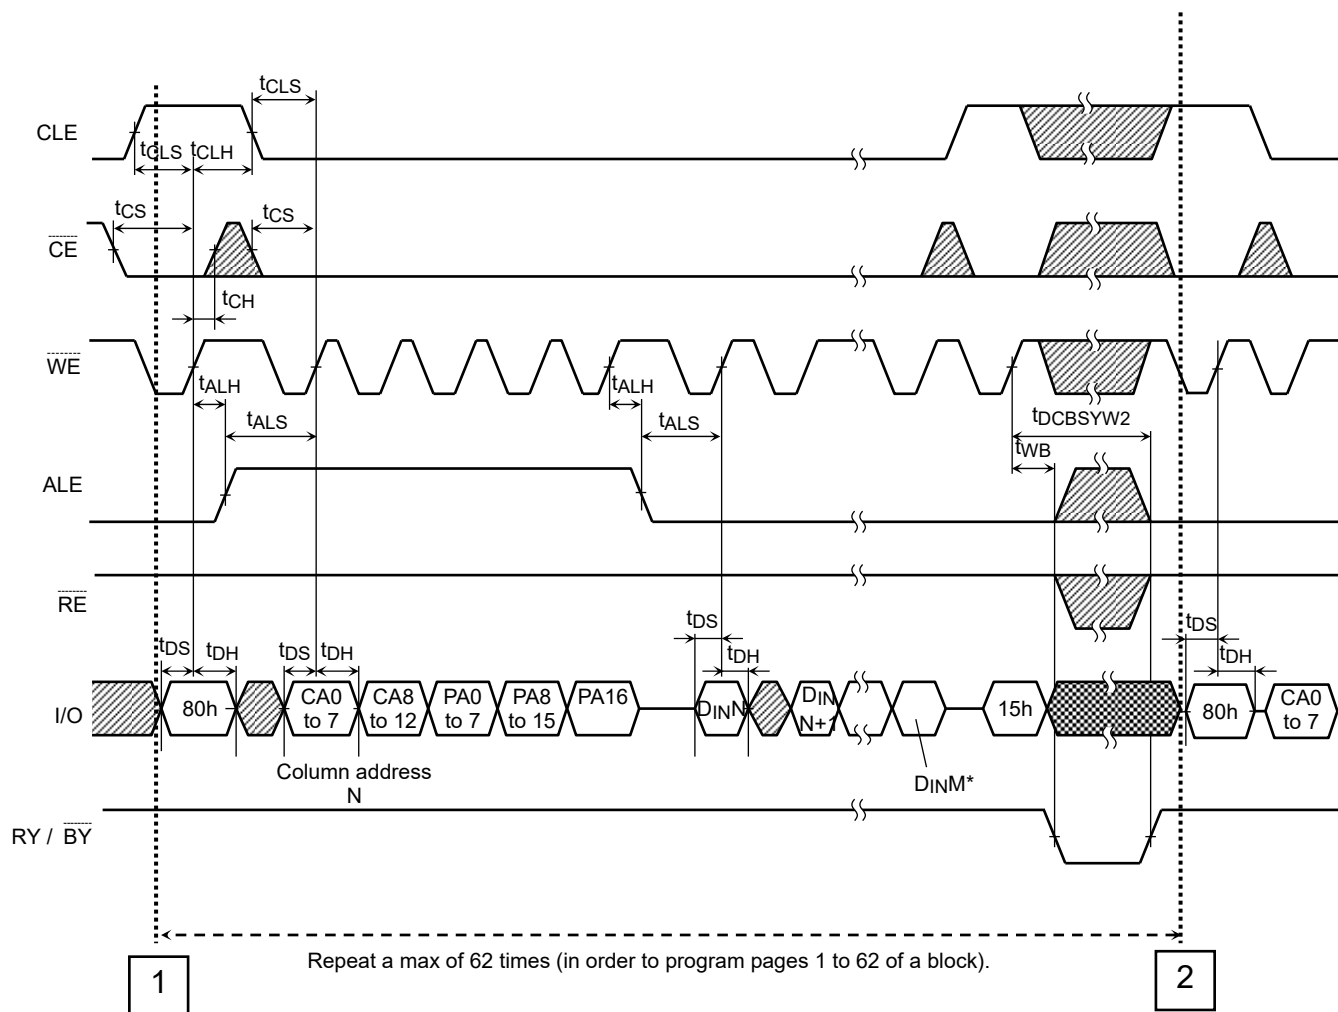 tCLS
CLE
tCLS tCLH
tCS tCS
CE
tCH
WE
tALH tALH
tALS tALS
tDCBSYW2
tWB
ALE
RE
tDS tDH tDS tDH tDS tDH tDS tDH
I/O
80h
CA0
to 7
CA8
to 12
PA0
to 7
PA8
to 15
PA16
DINN
DIN
N+1
15h
80h
CA0
to 7
Column address
N
DINM*
RY / BY
Repeat a max of 62 times (in order to program pages 1 to 62 of a block).
1
2